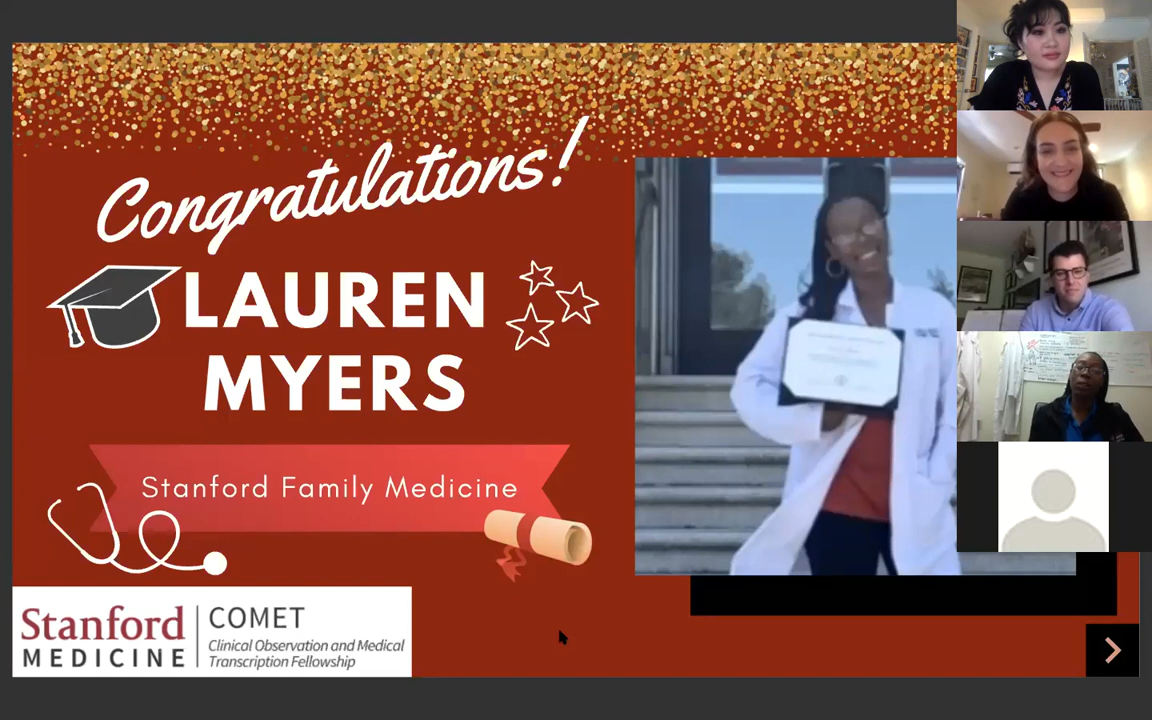 Congratulations!
LAUREN
MYERS
Stanford Family Medicine
Stanford
MEDICINE
COMET
Clinical Observation and Medical
Transcription Fellowship